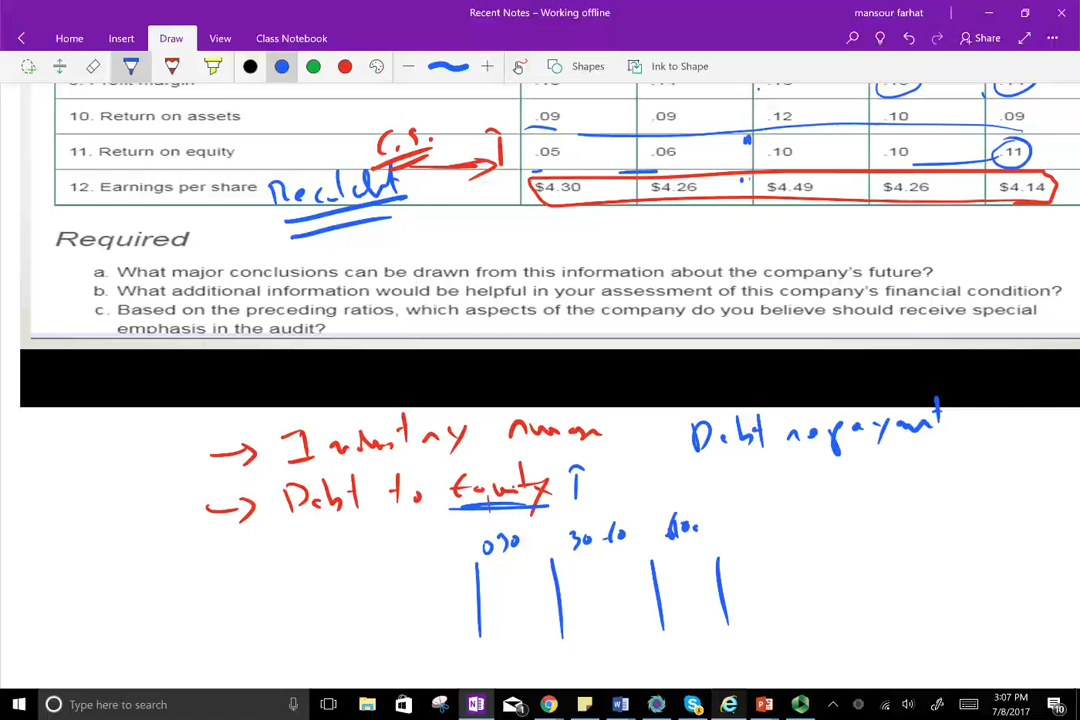 Recent Notes – Working offline
mansour farhat
Home Insert Draw View Class Notebook
Share
Shapes
Ink to Shape
10. Return on assets .09 .09 .12 .10 .09
11. Return on equity .05 .06 .10 .10 .11
12. Earnings per share $4.30 $4.26 $4.49 $4.26 $4.14
C.S.
Required
a. What major conclusions can be drawn from this information about the company's future?
b. What additional information would be helpful in your assessment of this company's financial condition?
c. Based on the preceding ratios, which aspects of the company do you believe should receive special
emphasis in the audit?
Industry
Debt repayment
Debt to Equity
Type here to search
3:07 PM
7/8/2017
10